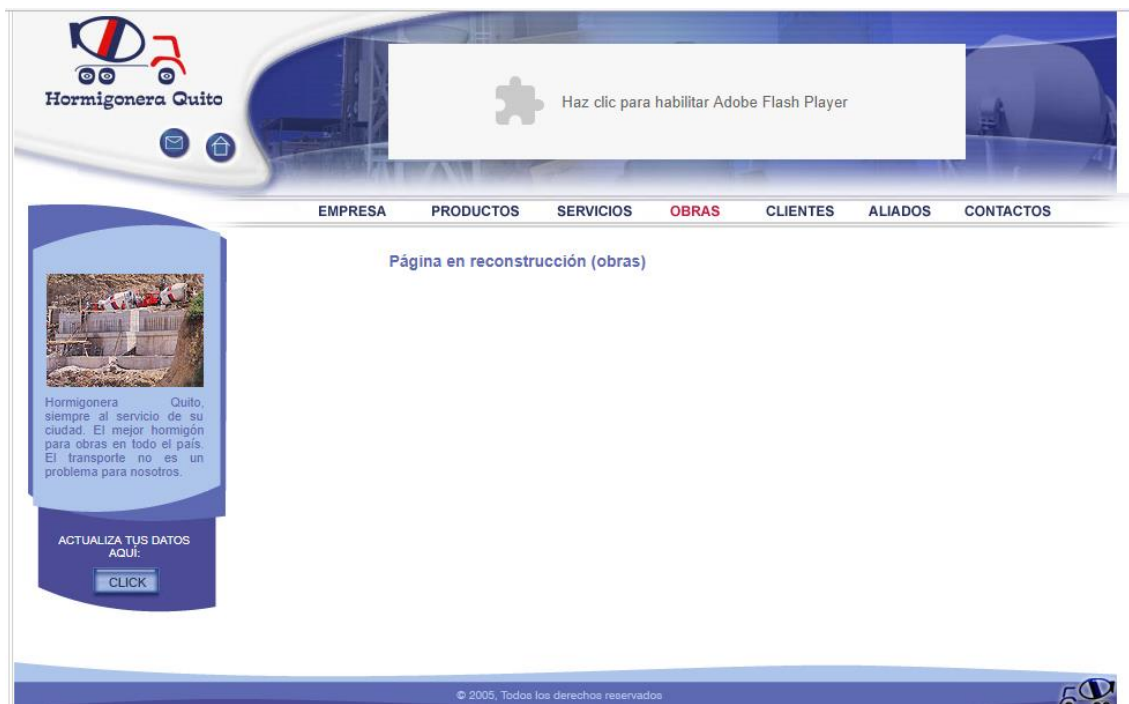 Hormigonera Quito
Haz clic para habilitar Adobe Flash Player
EMPRESA PRODUCTOS SERVICIOS OBRAS CLIENTES ALIADOS CONTACTOS
Página en reconstrucción (obras)
Hormigonera Quito,
siempre al servicio de su
ciudad. El mejor hormigón
para obras en todo el país.
El transporte no es un
problema para nosotros.
ACTUALIZA TUS DATOS
AQUÍ:
CLICK
© 2005, Todos los derechos reservados